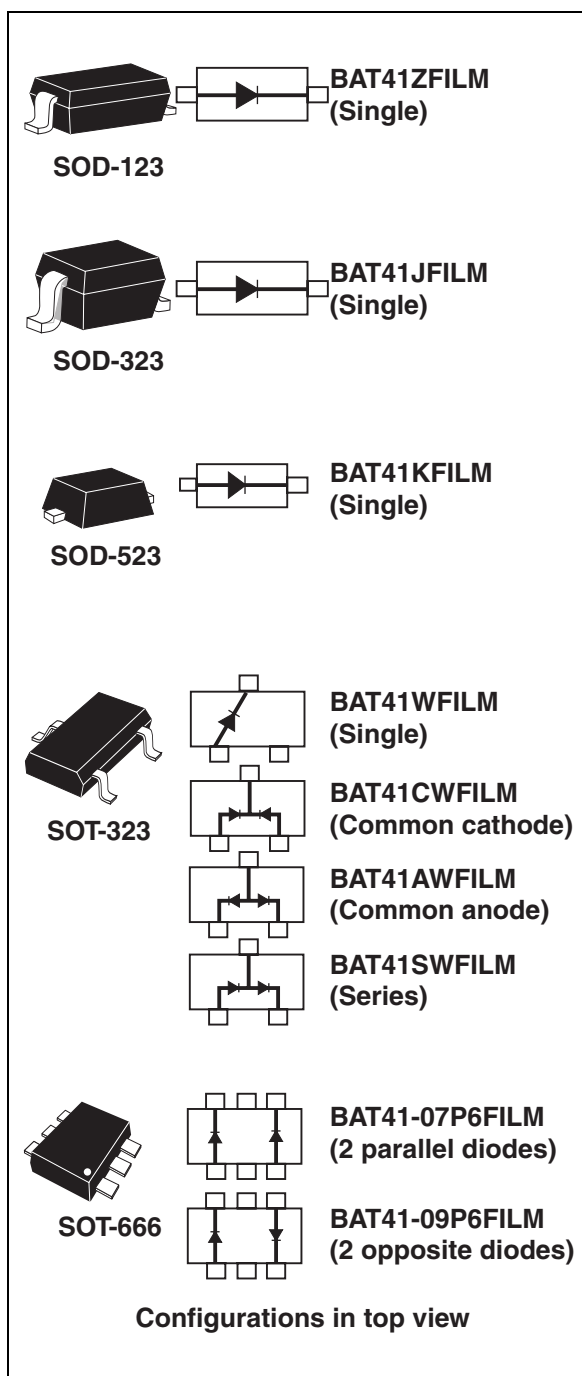 BAT41ZFILM
(Single)
SOD-123
BAT41JFILM
(Single)
SOD-323
BAT41KFILM
(Single)
SOD-523
BAT41WFILM
(Single)
SOT-323
BAT41CWFILM
(Common cathode)
BAT41AWFILM
(Common anode)
BAT41SWFILM
(Series)
BAT41-07P6FILM
(2 parallel diodes)
SOT-666
BAT41-09P6FILM
(2 opposite diodes)
Configurations in top view